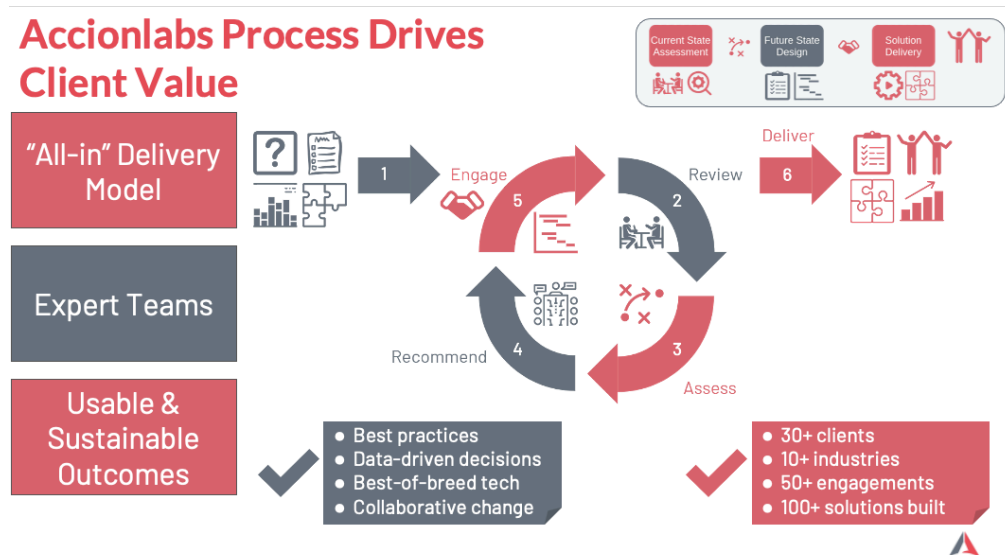 Accionlabs Process Drives
Client Value
Current State
Assessment
Future State
Design
Solution
Delivery
"All-in" Delivery
Model
Expert Teams
Usable &
Sustainable
Outcomes
1
Engage
5
2
Review
3
Assess
4
Recommend
Deliver
6
● Best practices
● Data-driven decisions
● Best-of-breed tech
● Collaborative change
● 30+ clients
● 10+ industries
● 50+ engagements
● 100+ solutions built